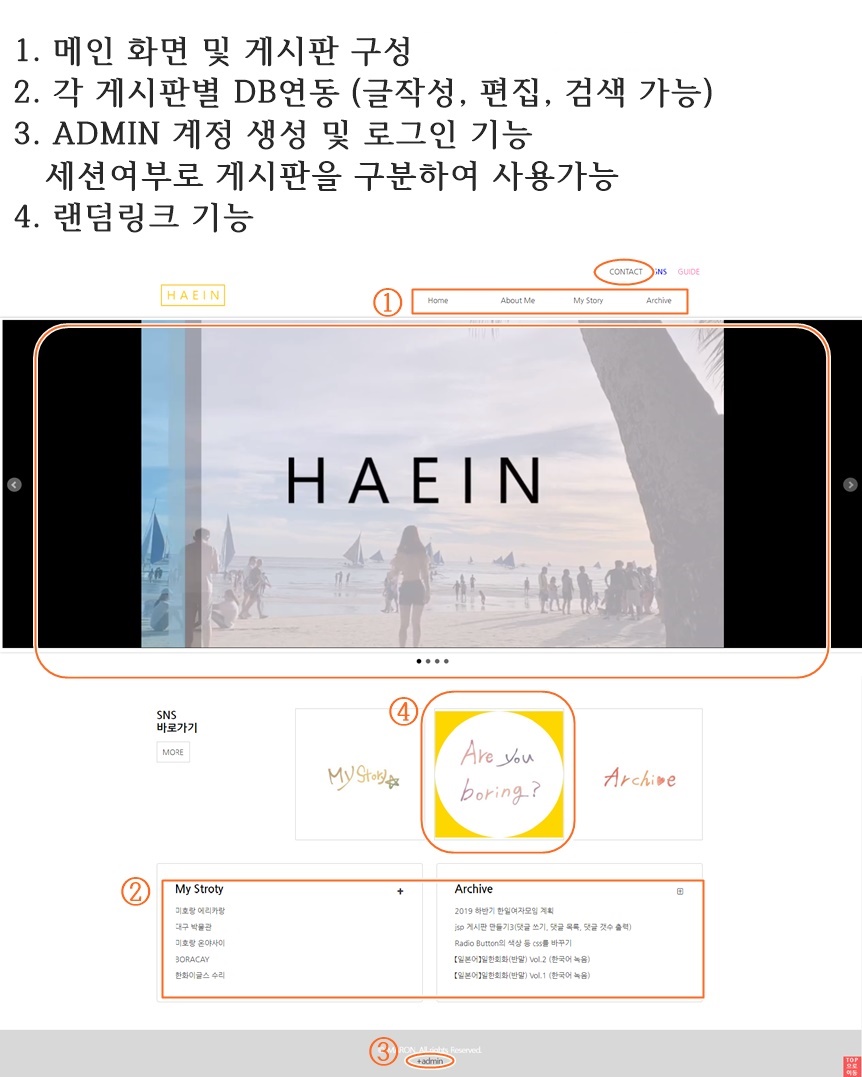 1. 메인 화면 및 게시판 구성
2. 각 게시판별 DB연동 (글작성, 편집, 검색 가능)
3. ADMIN 계정 생성 및 로그인 기능
세션여부로 게시판을 구분하여 사용가능
4. 랜덤링크 기능
CONTACT SNS GUIDE
HAEIN
① Home About Me My Story Archive
HAEIN
SNS
바로가기
MORE
④
My Story
Are you
boring?
Archive
②
My Stroty +
미호랑 에리카랑
대구 박물관
미호랑 온야사이
BORACAY
한화이글스 수리
Archive
2019 하반기 한일여자모임 계획
jsp 게시판 만들기3(댓글 쓰기, 댓글 목록, 댓글 갯수 출력)
Radio Button의 색상 등 css를 바꾸기
【일본어】일한회화(반말) Vol.2 (한국어 녹음)
【일본어】일한회화(반말) Vol.1 (한국어 녹음)
③
All rights Reserved.
+admin
TOP
으로
이동